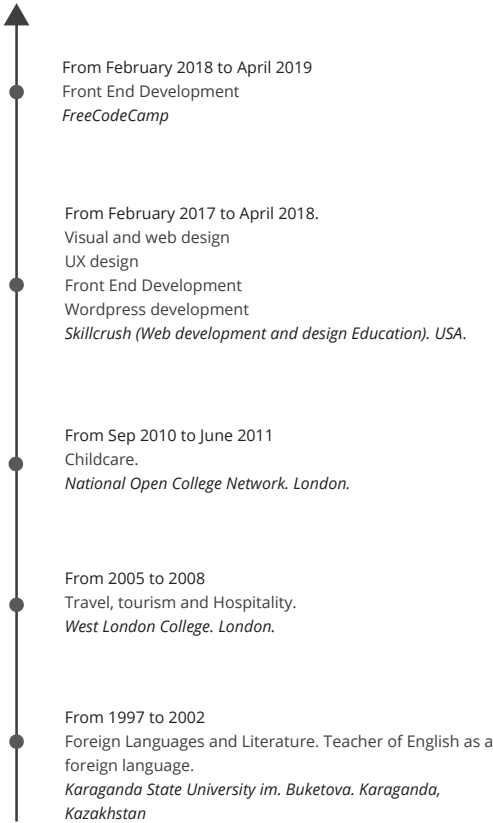 From February 2018 to April 2019
Front End Development
FreeCodeCamp
From February 2017 to April 2018.
Visual and web design
UX design
Front End Development
Wordpress development
Skillcrush (Web development and design Education). USA.
From Sep 2010 to June 2011
Childcare.
National Open College Network. London.
From 2005 to 2008
Travel, tourism and Hospitality.
West London College. London.
From 1997 to 2002
Foreign Languages and Literature. Teacher of English as a
foreign language.
Karaganda State University im. Buketova. Karaganda,
Kazakhstan